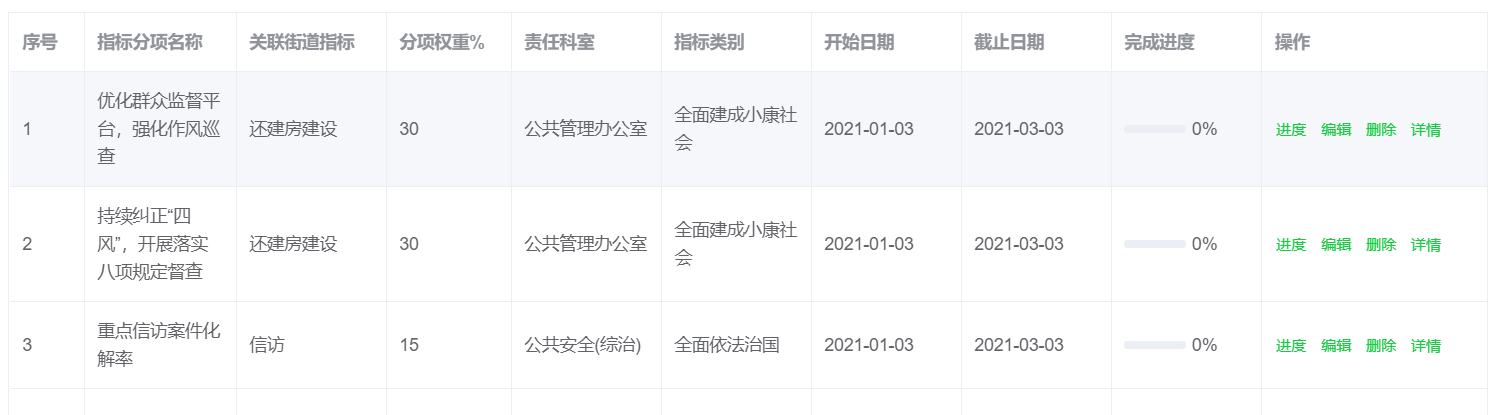 序号 指标分项名称 关联街道指标 分项权重% 责任科室 指标类别 开始日期 截止日期 完成进度 操作
1
优化群众监督平
台，强化作风巡
查
还建房建设
30
公共管理办公室
全面建成小康社
会
2021-01-03
2021-03-03
0%
进度 编辑 删除 详情
2
持续纠正“四
风”，开展落实
八项规定督查
还建房建设
30
公共管理办公室
全面建成小康社
会
2021-01-03
2021-03-03
0%
进度 编辑 删除 详情
3
重点信访案件化
解率
信访
15
公共安全(综治)
全面依法治国
2021-01-03
2021-03-03
0%
进度 编辑 删除 详情